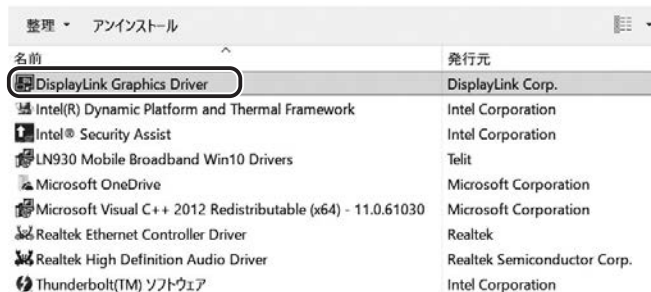 整理 アンインストール
名前 発行元
DisplayLink Graphics Driver DisplayLink Corp.
Intel(R) Dynamic Platform and Thermal Framework Intel Corporation
Intel® Security Assist Intel Corporation
LN930 Mobile Broadband Win10 Drivers Telit
Microsoft OneDrive Microsoft Corporation
Microsoft Visual C++ 2012 Redistributable (x64) - 11.0.61030 Microsoft Corporation
Realtek Ethernet Controller Driver Realtek
Realtek High Definition Audio Driver Realtek Semiconductor Corp.
Thunderbolt(TM) ソフトウェア Intel Corporation